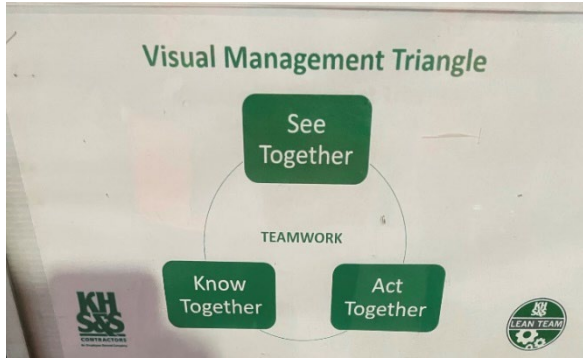 Visual Management Triangle
See
Together
TEAMWORK
Know
Together
Act
Together
KH
S&S
CONTRACTORS
KH
S&S
LEAN TEAM